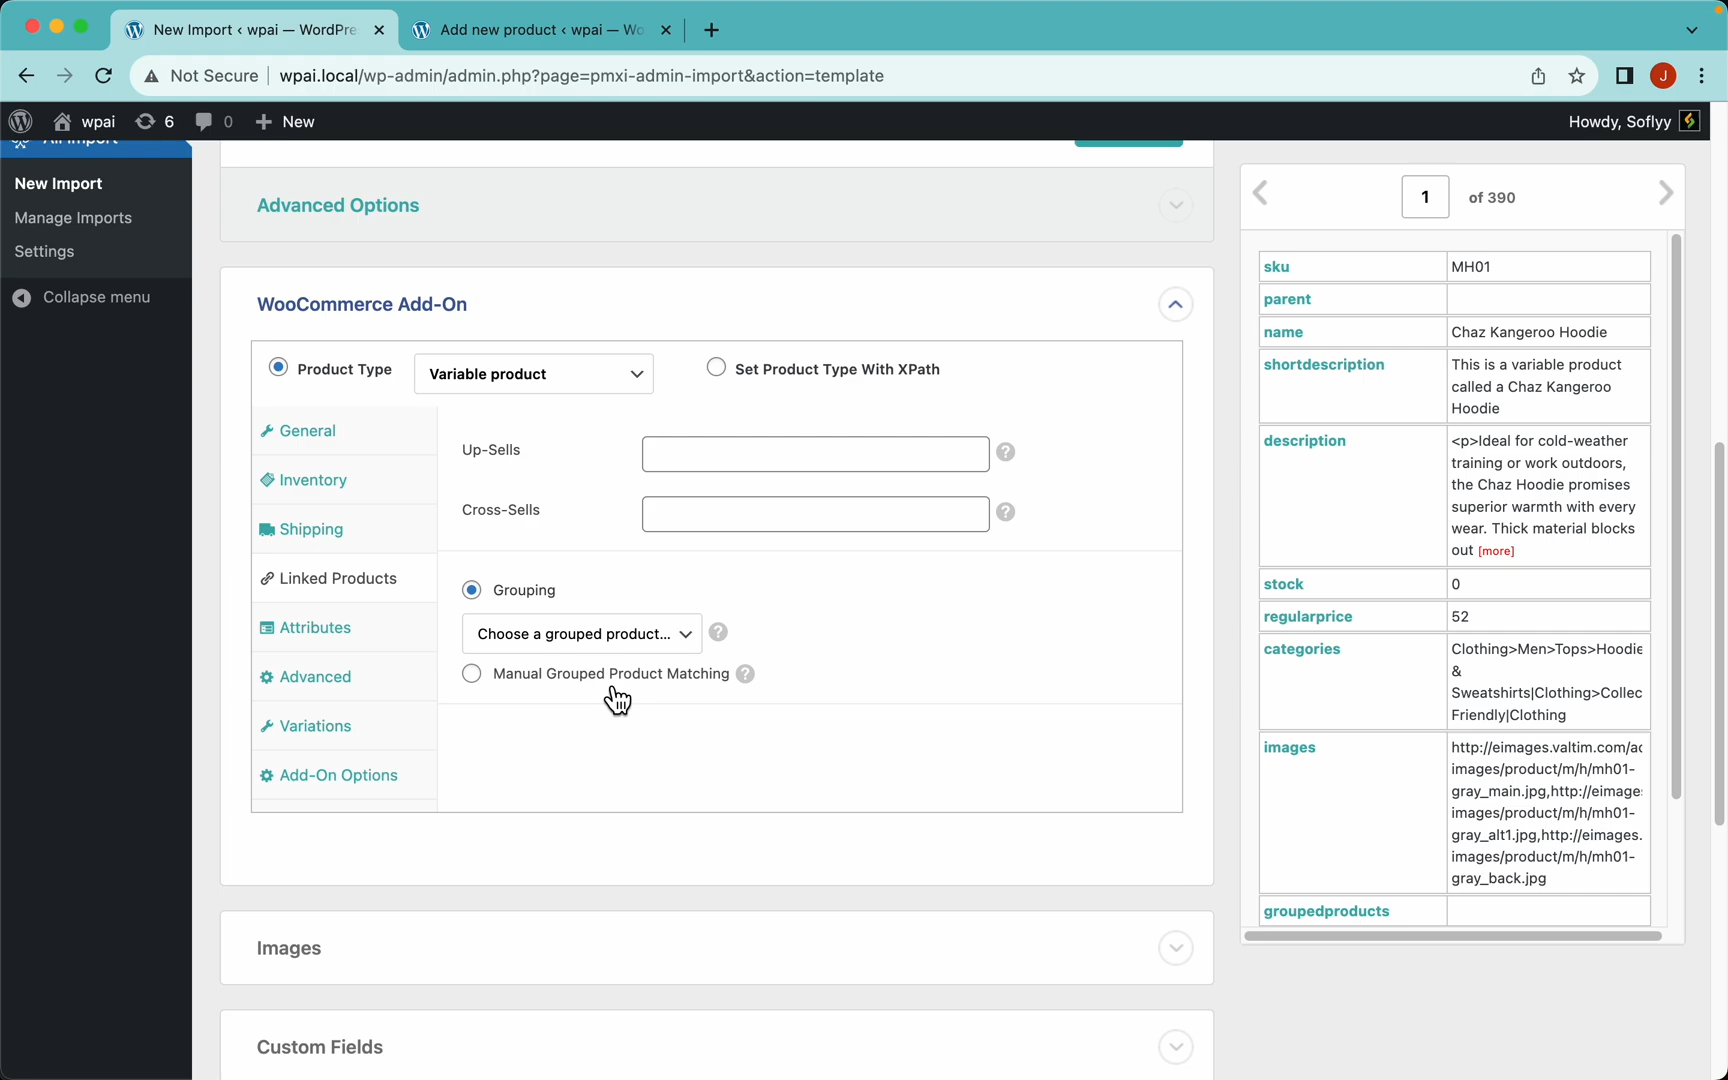 New Import ‹ wpai — WordPre
Add new product ‹ wpai — Wo
Not Secure
wpai.local/wp-admin/admin.php?page=pmxi-admin-import&action=template
J
wpai
6
0
New
Howdy, Soflyy
All Import
New Import
Manage Imports
Settings
Collapse menu
Advanced Options
WooCommerce Add-On
Product Type
Variable product
Set Product Type With XPath
General
Inventory
Shipping
Linked Products
Attributes
Advanced
Variations
Add-On Options
Up-Sells
?
Cross-Sells
?
Grouping
Choose a grouped product...
?
Manual Grouped Product Matching
?
Images
Custom Fields
1
of 390
sku
MH01
parent
name
Chaz Kangeroo Hoodie
shortdescription
This is a variable product
called a Chaz Kangeroo
Hoodie
description
<p>Ideal for cold-weather
training or work outdoors,
the Chaz Hoodie promises
superior warmth with every
wear. Thick material blocks
out [more]
stock
0
regularprice
52
categories
Clothing>Men>Tops>Hoodie
&
Sweatshirts|Clothing>Collec
Friendly|Clothing
images
http://eimages.valtim.com/ac
images/product/m/h/mh01-
gray_main.jpg,http://eimage
images/product/m/h/mh01-
gray_alt1.jpg,http://eimages.
images/product/m/h/mh01-
gray_back.jpg
groupedproducts